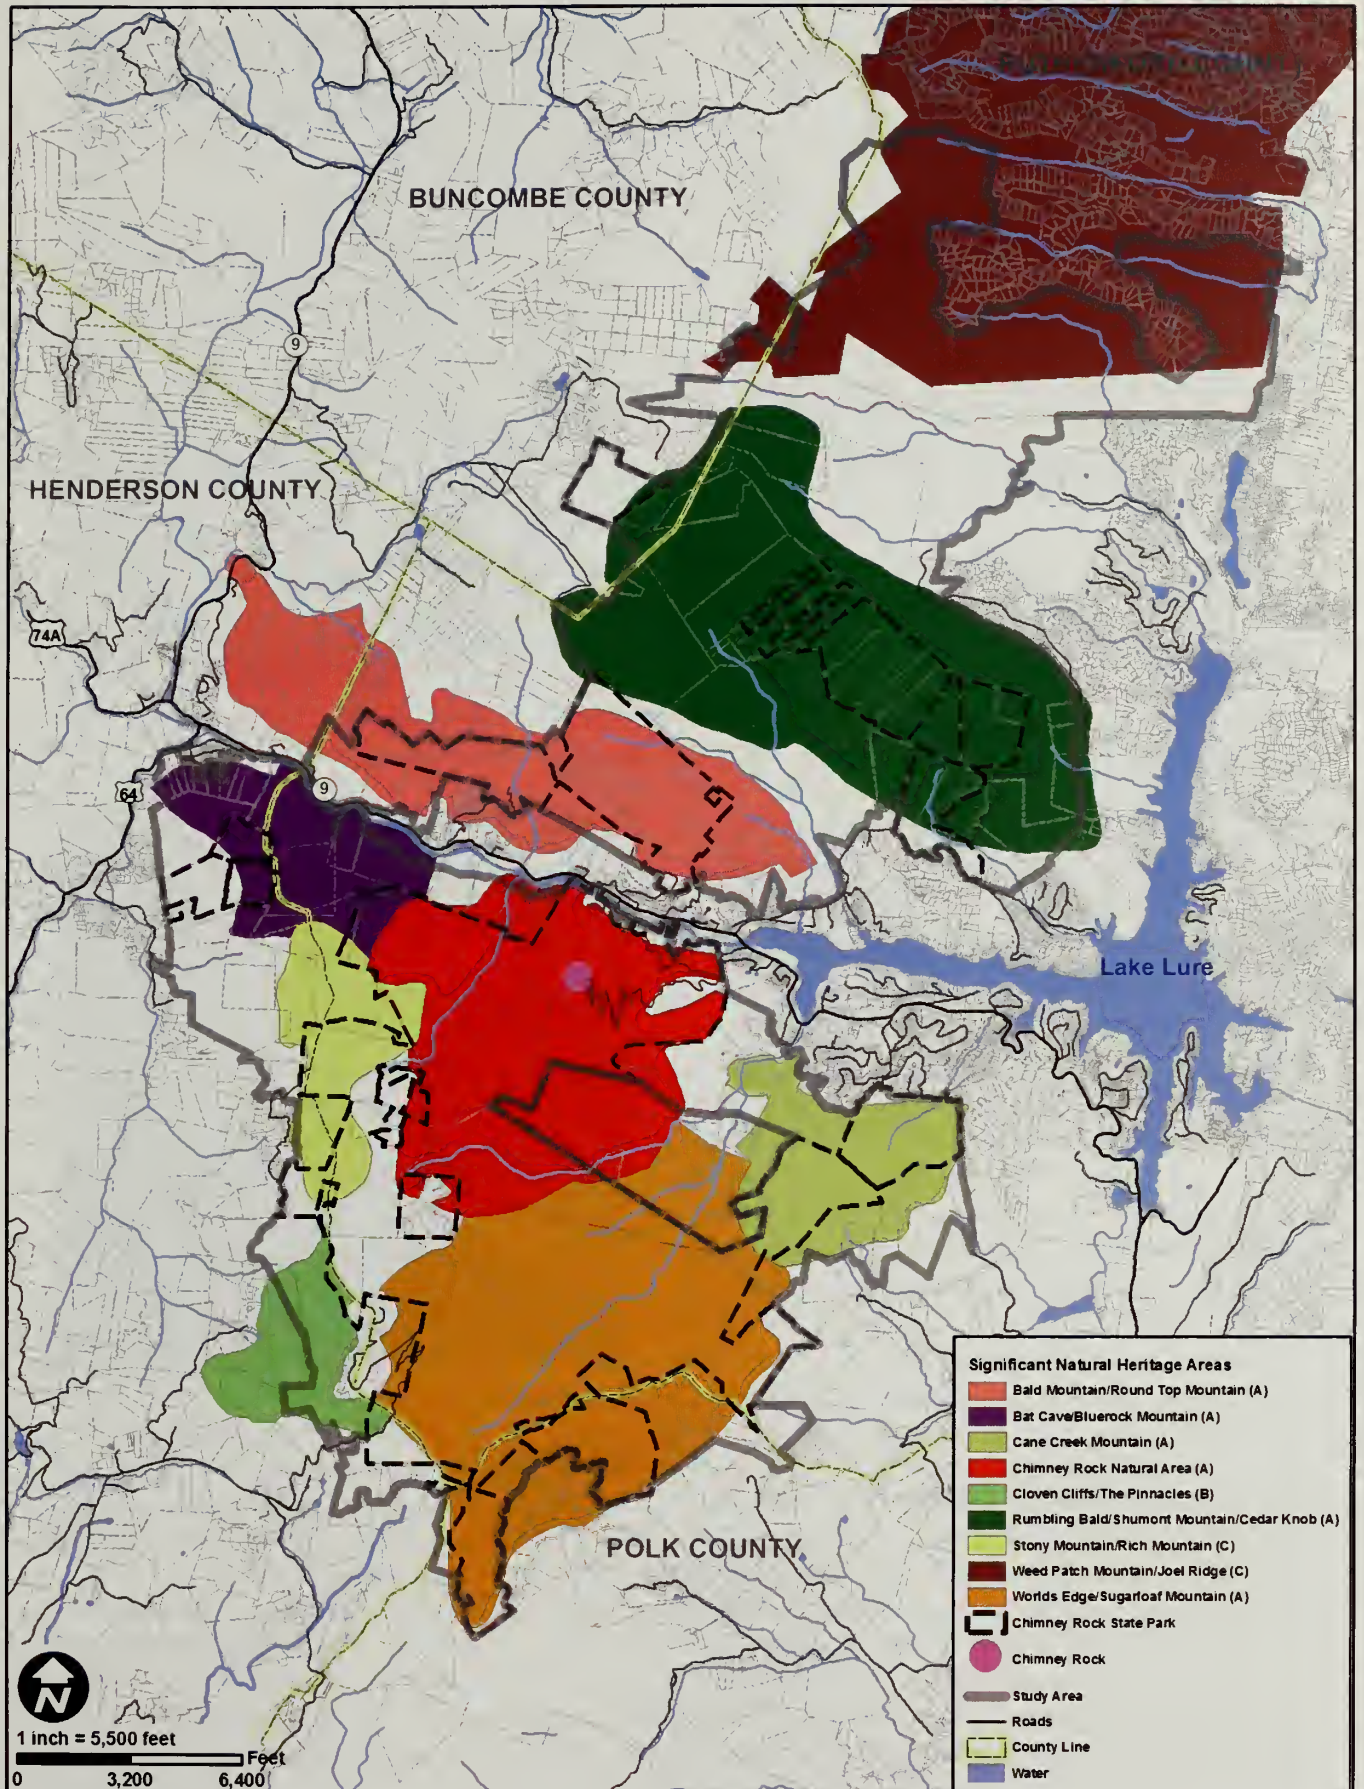 BUNCOMBE COUNTY
9
HENDERSON COUNTY
74A
64
9
Lake Lure
POLK COUNTY
Significant Natural Heritage Areas
Bald Mountain/Round Top Mountain (A)
Bat Cave/Bluerock Mountain (A)
Cane Creek Mountain (A)
Chimney Rock Natural Area (A)
Cloven Cliffs/The Pinnacles (B)
Rumbling Bald/Shumont Mountain/Cedar Knob (A)
Stony Mountain/Rich Mountain (C)
Weed Patch Mountain/Joel Ridge (C)
Worlds Edge/Sugarloaf Mountain (A)
Chimney Rock State Park
Chimney Rock
Study Area
Roads
County Line
Water
N
1 inch = 5,500 feet
Feet
0 3,200 6,400